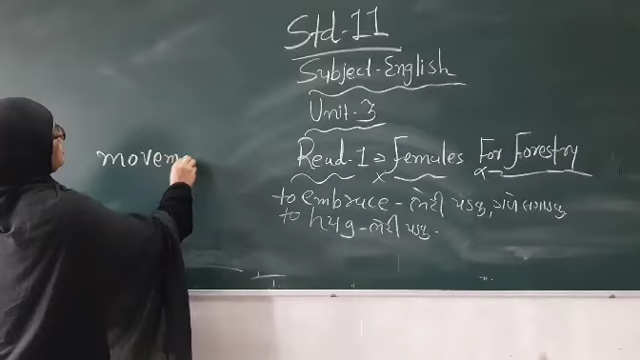 Std-11
Subject-English
Unit-3
Read-1 > Females For Forestry
to embrace - ભેટી પડવું, ગળે લગાડવું
to hug - ભેટી પડવું.
movem